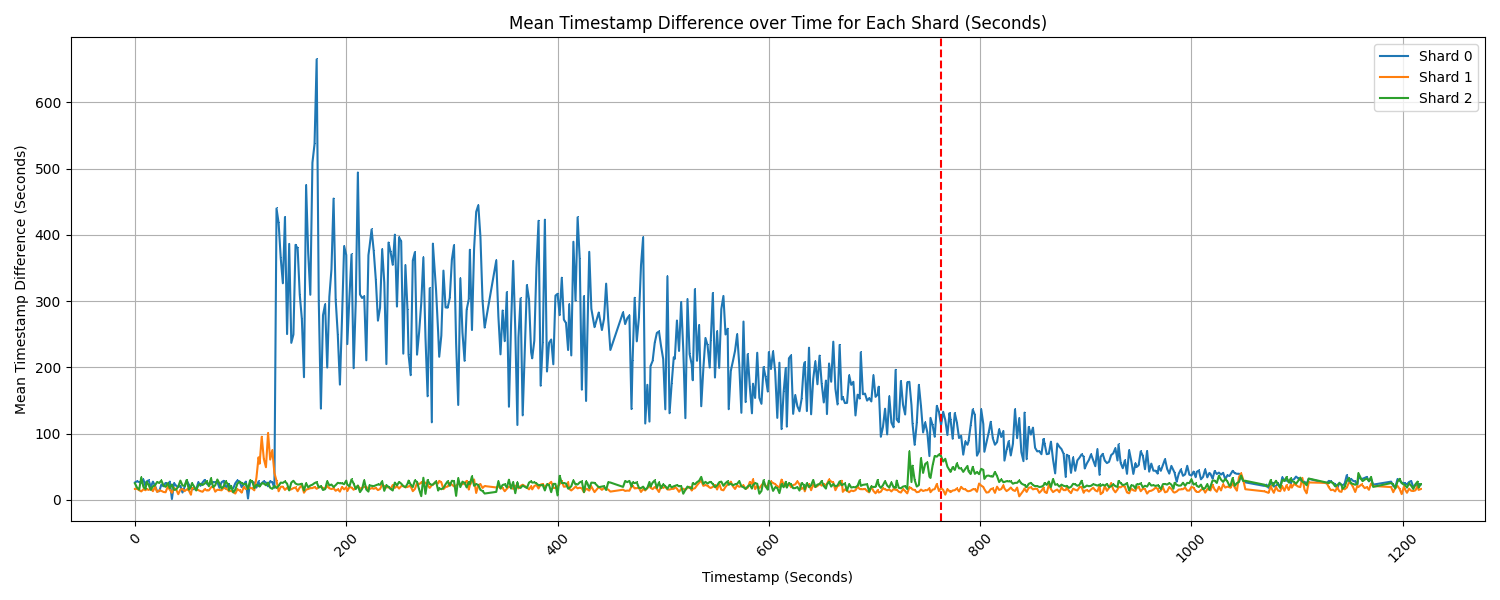 Mean Timestamp Difference over Time for Each Shard (Seconds)
Shard 0
Shard 1
Shard 2
Mean Timestamp Difference (Seconds)
600
500
400
300
200
100
0
0
200
400
600
800
1000
1200
Timestamp (Seconds)